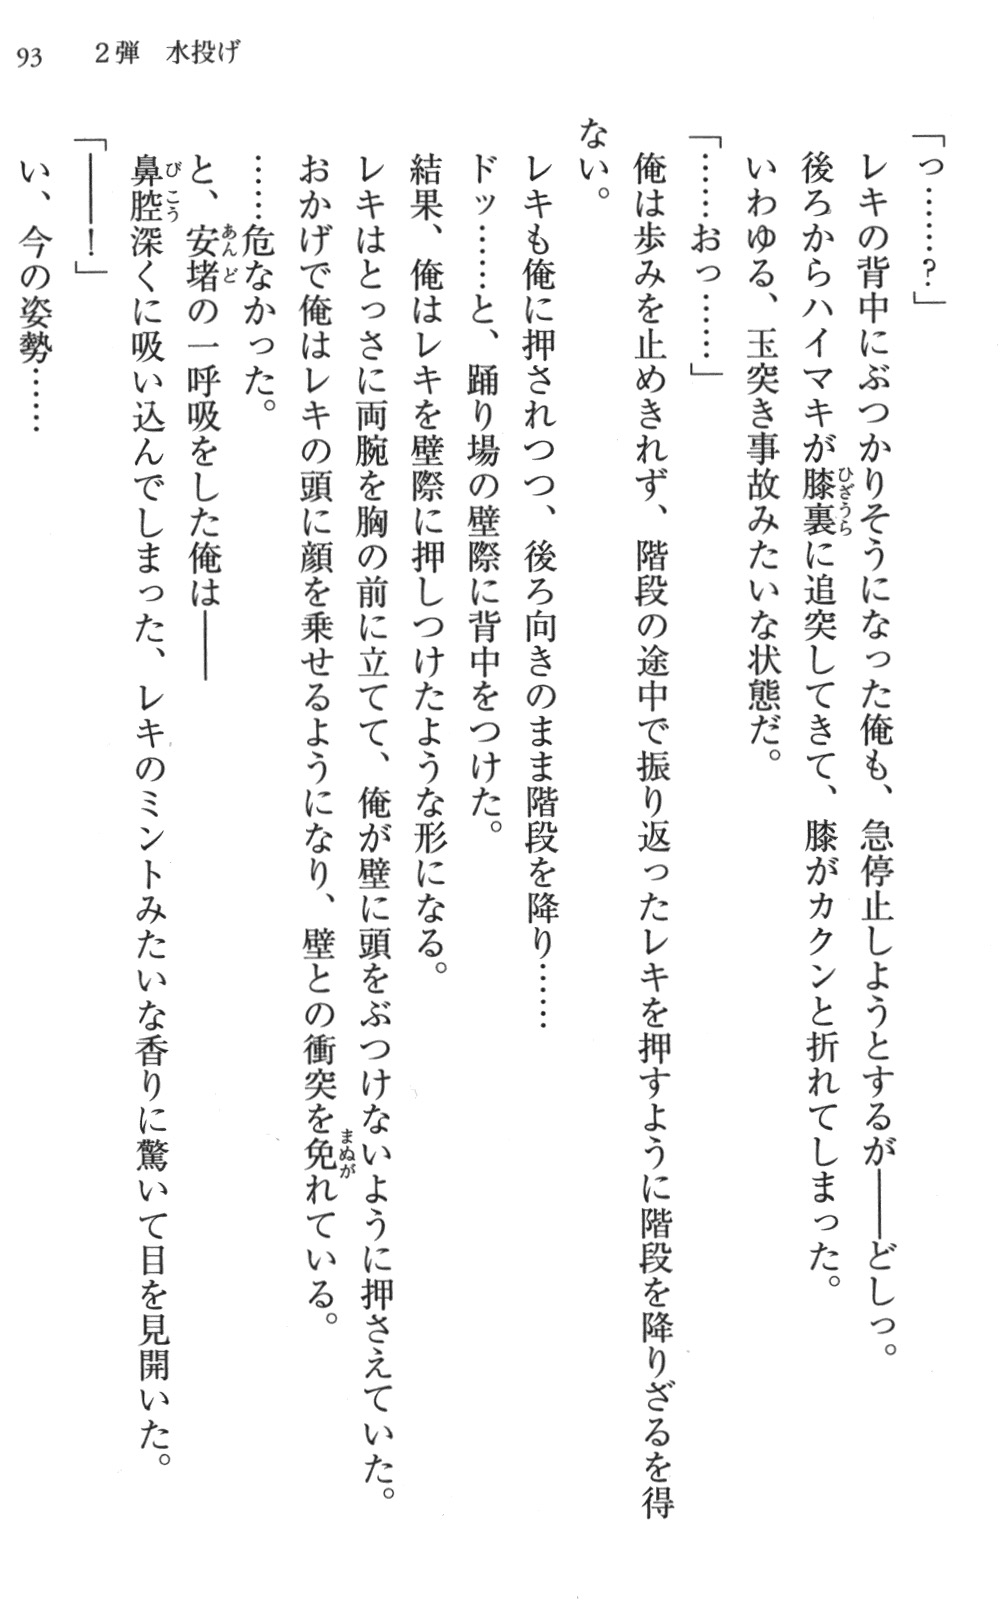 93　2弾　水投げ
「っ……？」
レキの背中にぶつかりそうになった俺も、急停止しようとするが――どしっ。
後ろからハイマキが膝裏に追突してきて、膝がカクンと折れてしまった。
ひざうら
いわゆる、玉突き事故みたいな状態だ。
「……おっ……」
俺は歩みを止めきれず、階段の途中で振り返ったレキを押すように階段を降りざるを得
ない。
レキも俺に押されつつ、後ろ向きのまま階段を降り……
ドッ……と、踊り場の壁際に背中をつけた。
結果、俺はレキを壁際に押しつけたような形になる。
レキはとっさに両腕を胸の前に立てて、俺が壁に頭をぶつけないように押さえていた。
おかげで俺はレキの頭に顔を乗せるようになり、壁との衝突を免れている。
まぬが
……危なかった。
と、安堵の一呼吸をした俺は――
あんど
鼻腔深くに吸い込んでしまった、レキのミントみたいな香りに驚いて目を見開いた。
びこう
「――！」
い、今の姿勢……